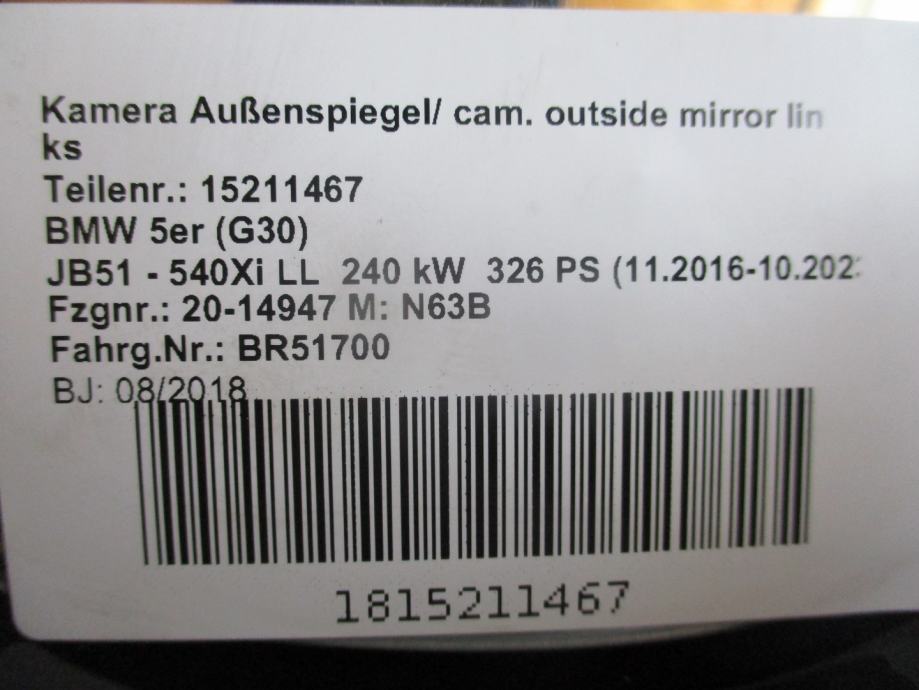 Kamera Außenspiegel/ cam. outside mirror lin
ks
Teilenr.: 15211467
BMW 5er (G30)
JB51 - 540Xi LL 240 kW 326 PS (11.2016-10.202
Fzgnr.: 20-14947 M: N63B
Fahrg.Nr.: BR51700
BJ: 08/2018
1815211467